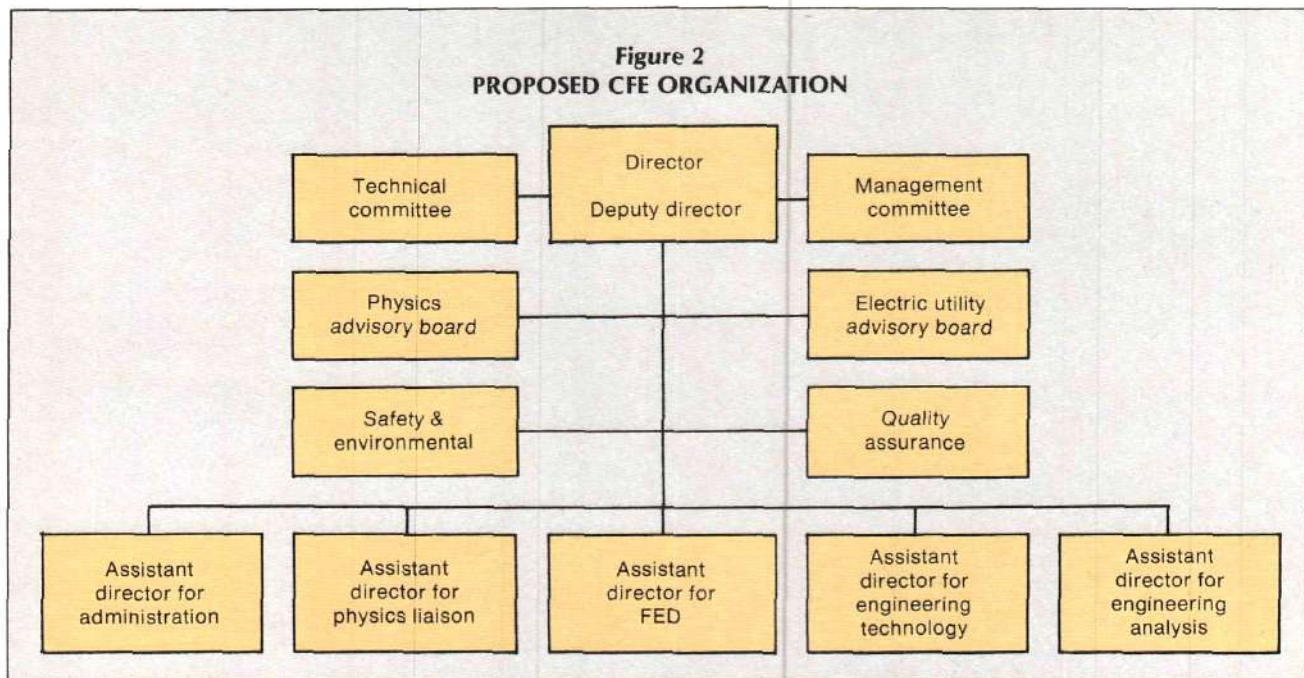 Figure 2
PROPOSED CFE ORGANIZATION
Technical
committee
Director
Deputy director
Management
committee
Physics
advisory board
Electric utility
advisory board
Safety &
environmental
Quality
assurance
Assistant
director for
administration
Assistant
director for
physics liaison
Assistant
director for
FED
Assistant
director for
engineering
technology
Assistant
director for
engineering
analysis